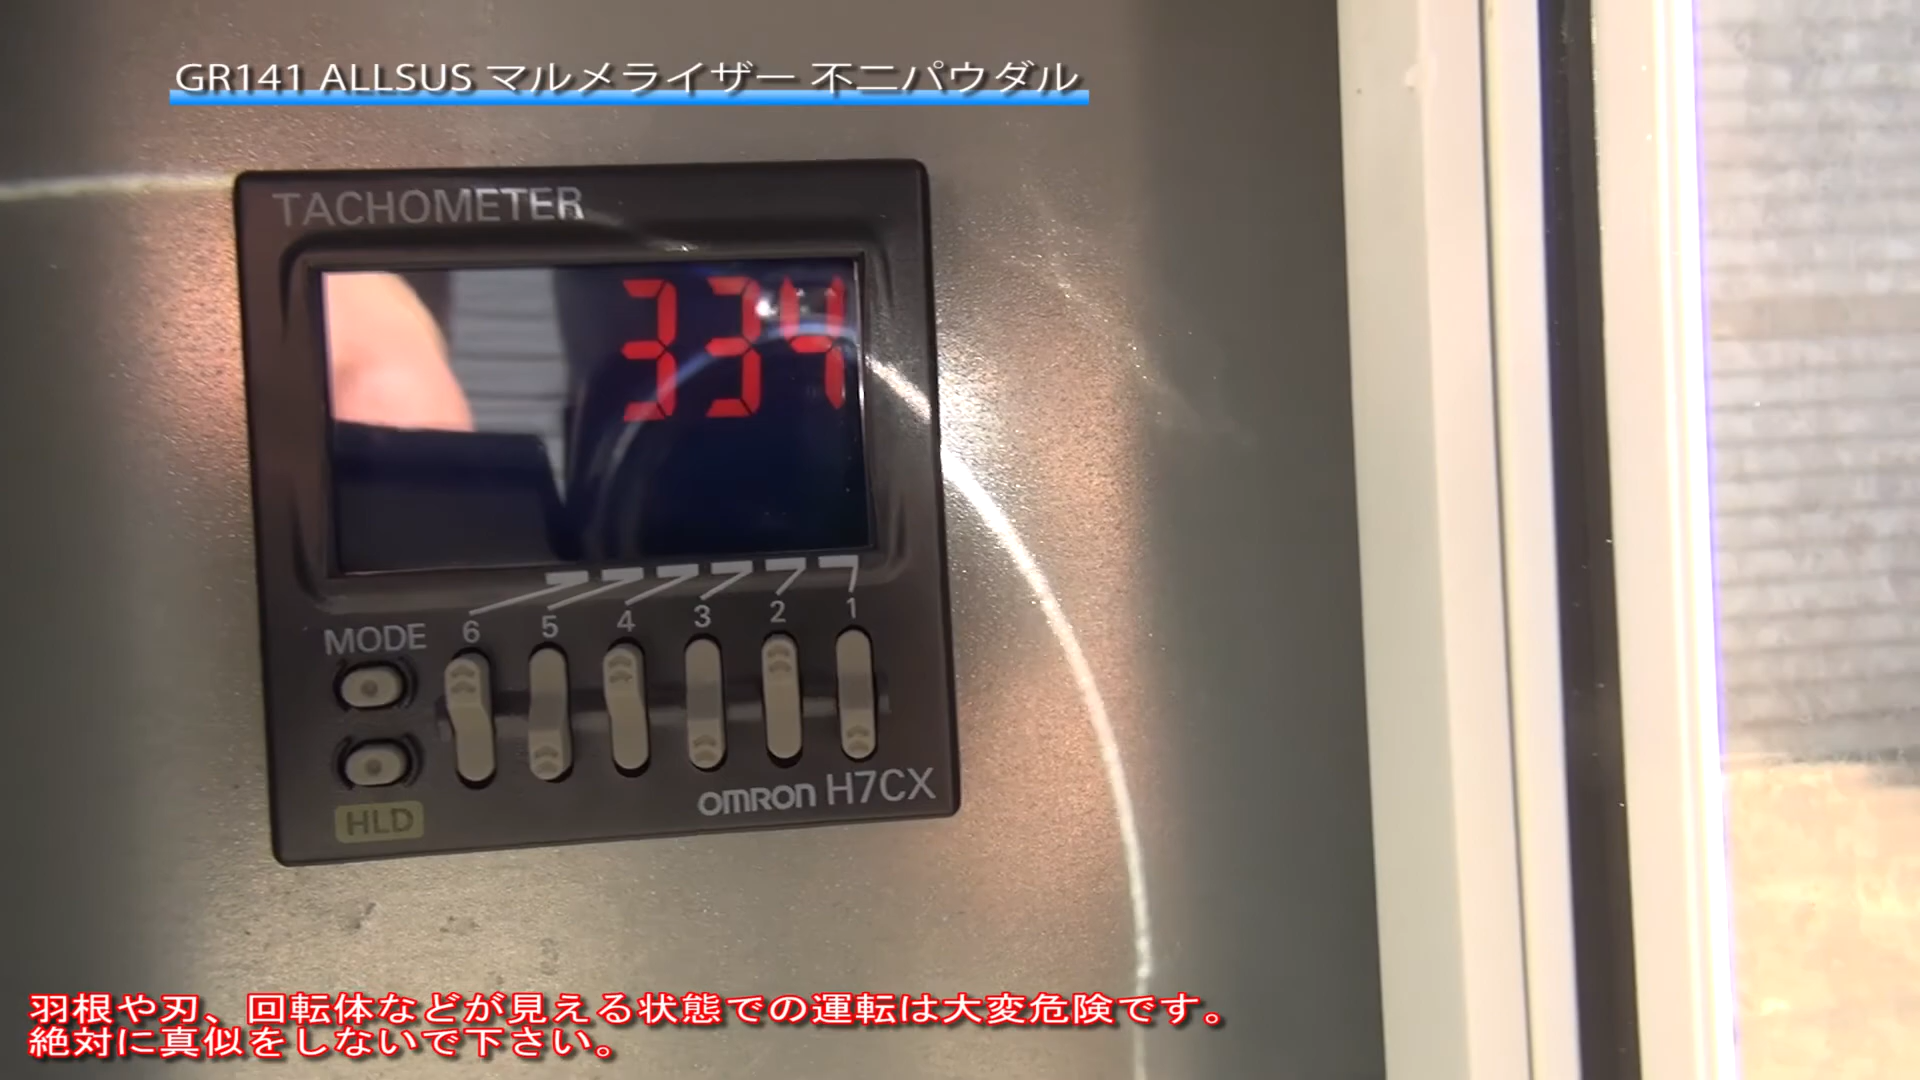 GR141 ALLSUS マルメライザー 不二パウダル
TACHOMETER
334
6 5 4 3 2 1
MODE
HLD
OMRON H7CX
羽根や刃、回転体などが見える状態での運転は大変危険です。
絶対に真似をしないで下さい。